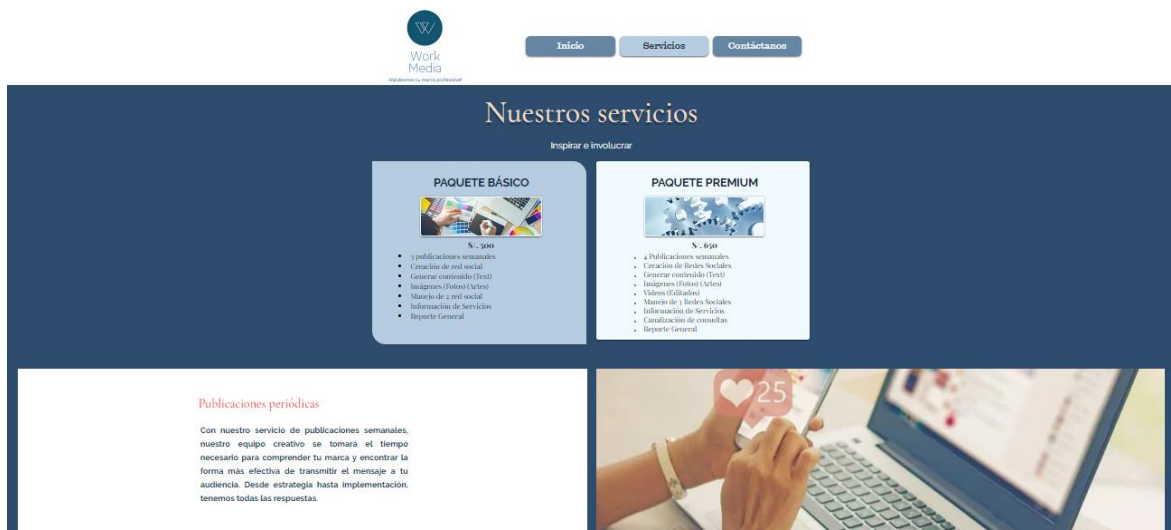 Work
Media
Impulsamos tu marca profesional
Inicio
Servicios
Contáctanos
Nuestros servicios
Inspirar e involucrar
PAQUETE BÁSICO
S/. 500
3 publicaciones semanales
Creación de red social
Generar contenido (Text)
Imágenes (Fotos) (Artes)
Manejo de 2 red social
Información de Servicios
Reporte General
PAQUETE PREMIUM
S/. 650
4 Publicaciones semanales
Creación de Redes Sociales
Generar contenido (Text)
Imágenes (Fotos) (Artes)
Videos (Editados)
Manejo de 3 Redes Sociales
Información de Servicios
Canalización de consultas
Reporte General
Publicaciones periódicas
Con nuestro servicio de publicaciones semanales,
nuestro equipo creativo se tomará el tiempo
necesario para comprender tu marca y encontrar la
forma más efectiva de transmitir el mensaje a tu
audiencia. Desde estrategia hasta implementación,
tenemos todas las respuestas.
25